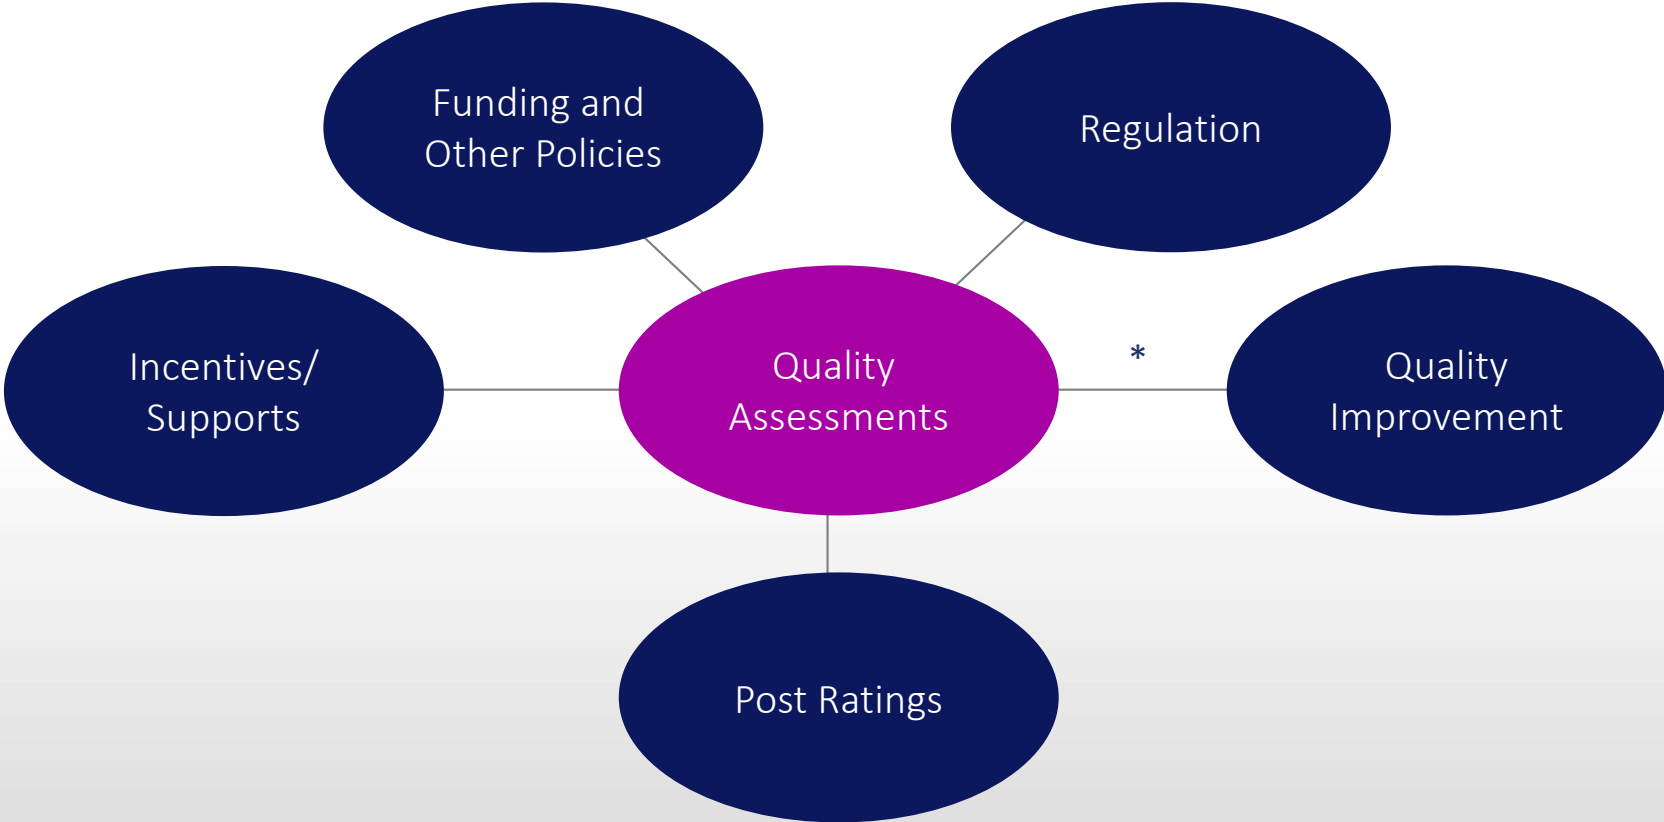 Funding and
Other Policies
Regulation
Incentives/
Supports
Quality
Assessments
*
Quality
Improvement
Post Ratings